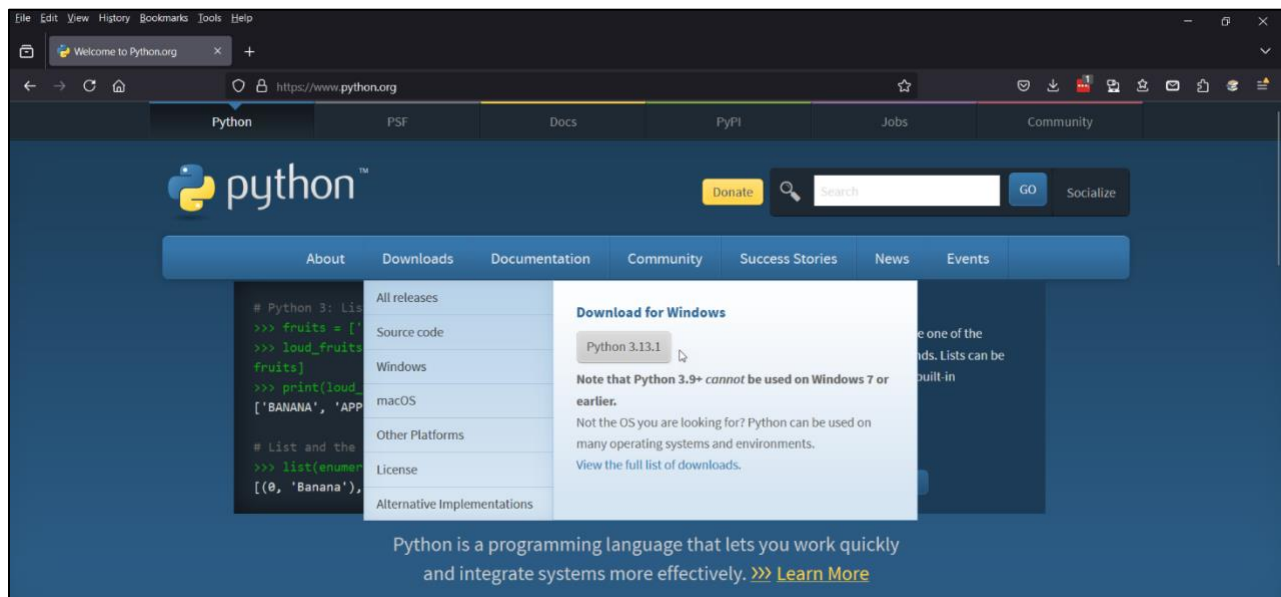 File Edit View History Bookmarks Tools Help
Welcome to Python.org
https://www.python.org
1
Python PSF Docs PyPI Jobs Community
python™
Donate Search GO Socialize
About Downloads Documentation Community Success Stories News Events
# Python 3: Lis
>>> fruits = ['
>>> loud_fruits
fruits]
>>> print(loud_
['BANANA', 'APP
# List and the
>>> list(enumer
[(0, 'Banana'),
All releases
Source code
Windows
macOS
Other Platforms
License
Alternative Implementations
Download for Windows
Python 3.13.1
Note that Python 3.9+ cannot be used on Windows 7 or
earlier.
Not the OS you are looking for? Python can be used on
many operating systems and environments.
View the full list of downloads.
e one of the
nds. Lists can be
built-in
Python is a programming language that lets you work quickly
and integrate systems more effectively. >>> Learn More